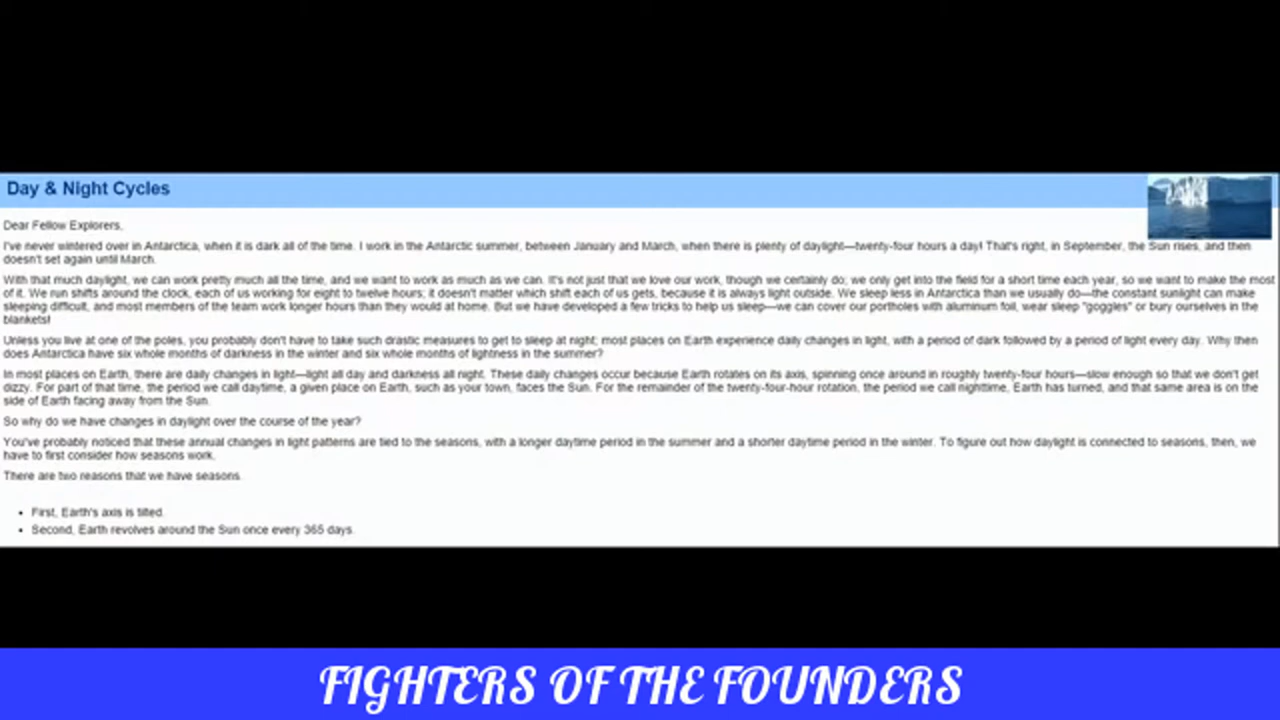 Day & Night Cycles
Dear Fellow Explorers,
I've never wintered over in Antarctica, when it is dark all of the time. I work in the Antarctic summer, between January and March, when there is plenty of daylight—twenty-four hours a day! That's right, in September, the Sun rises, and then
doesn't set again until March.
With that much daylight, we can work pretty much all the time, and we want to work as much as we can. It's not just that we love our work, though we certainly do; we only get into the field for a short time each year, so we want to make the most
of it. We run shifts around the clock, each of us working for eight to twelve hours; it doesn't matter which shift each of us gets, because it is always light outside. We sleep less in Antarctica than we usually do—the constant sunlight can make
sleeping difficult, and most members of the team work longer hours than they would at home. But we have developed a few tricks to help us sleep—we can cover our portholes with aluminum foil, wear sleep "goggles" or bury ourselves in the
blankets!
Unless you live at one of the poles, you probably don't have to take such drastic measures to get to sleep at night; most places on Earth experience daily changes in light, with a period of dark followed by a period of light every day. Why then
does Antarctica have six whole months of darkness in the winter and six whole months of lightness in the summer?
In most places on Earth, there are daily changes in light—light all day and darkness all night. These daily changes occur because Earth rotates on its axis, spinning once around in roughly twenty-four hours—slow enough so that we don't get
dizzy. For part of that time, the period we call daytime, a given place on Earth, such as your town, faces the Sun. For the remainder of the twenty-four-hour rotation, the period we call nighttime, Earth has turned, and that same area is on the
side of Earth facing away from the Sun.
So why do we have changes in daylight over the course of the year?
You've probably noticed that these annual changes in light patterns are tied to the seasons, with a longer daytime period in the summer and a shorter daytime period in the winter. To figure out how daylight is connected to seasons, then, we
have to first consider how seasons work.
There are two reasons that we have seasons.
• First, Earth's axis is tilted.
• Second, Earth revolves around the Sun once every 365 days.
FIGHTERS OF THE FOUNDERS